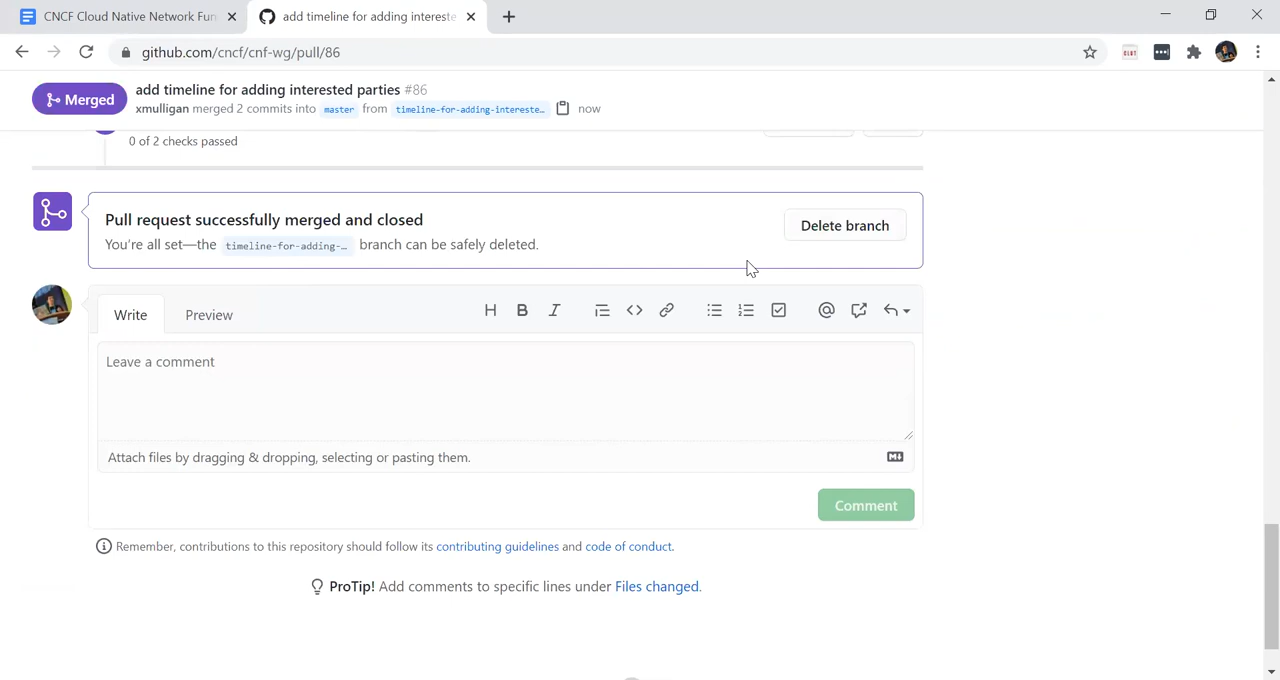 CNCF Cloud Native Network Fun
add timeline for adding intereste
github.com/cncf/cnf-wg/pull/86
Merged
add timeline for adding interested parties #86
xmulligan merged 2 commits into master from timeline-for-adding-intereste… now
0 of 2 checks passed
Pull request successfully merged and closed
You're all set—the timeline-for-adding-… branch can be safely deleted.
Delete branch
Write
Preview
Leave a comment
Attach files by dragging & dropping, selecting or pasting them.
Comment
Remember, contributions to this repository should follow its contributing guidelines and code of conduct.
ProTip! Add comments to specific lines under Files changed.